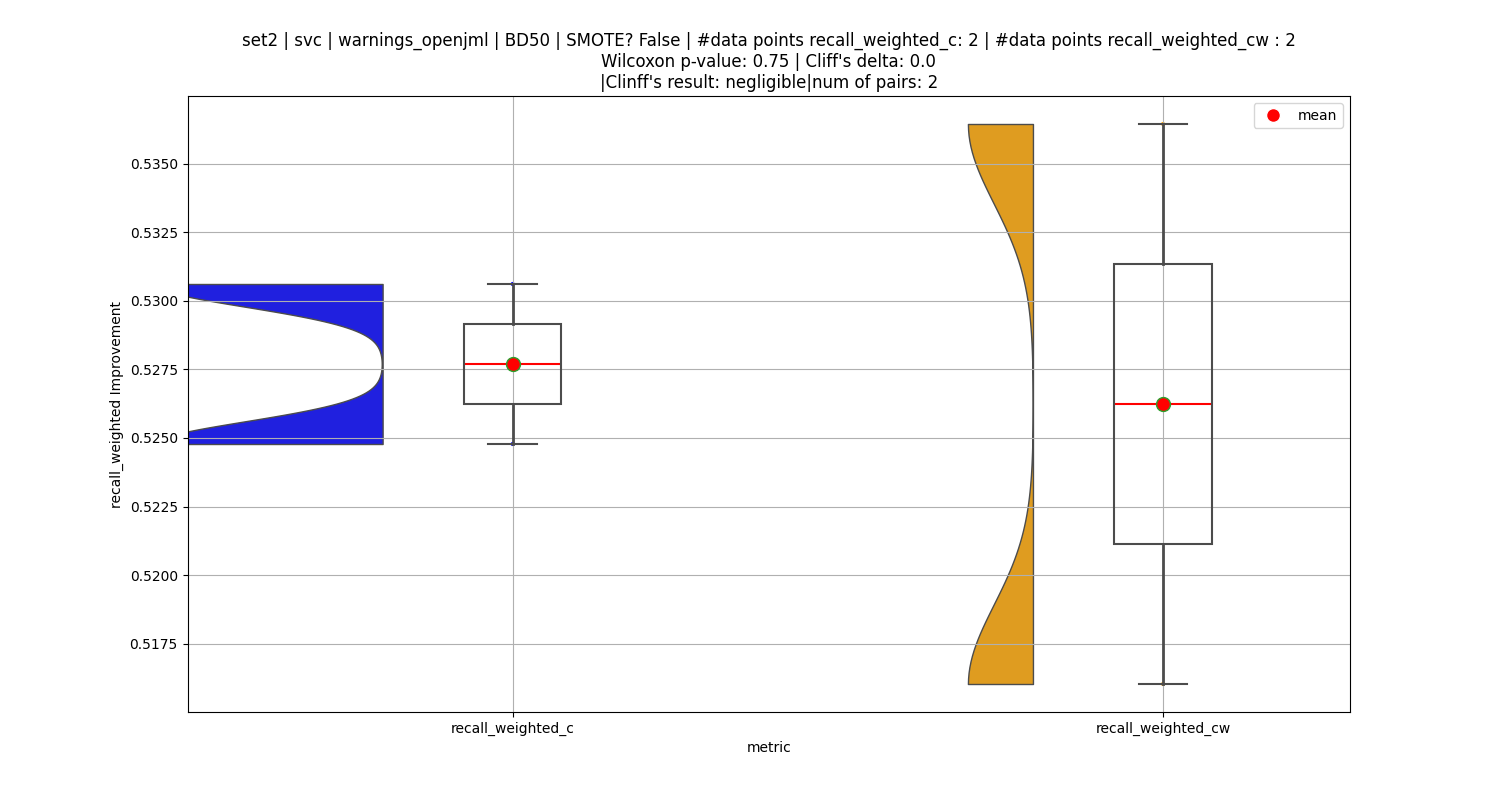 set2 | svc | warnings_openjml | BD50 | SMOTE? False | #data points recall_weighted_c: 2 | #data points recall_weighted_cw : 2
Wilcoxon p-value: 0.75 | Cliff's delta: 0.0
|Clinff's result: negligible|num of pairs: 2
mean
0.5350
0.5325
0.5300
0.5275
0.5250
0.5225
0.5200
0.5175
recall_weighted Improvement
recall_weighted_c
recall_weighted_cw
metric